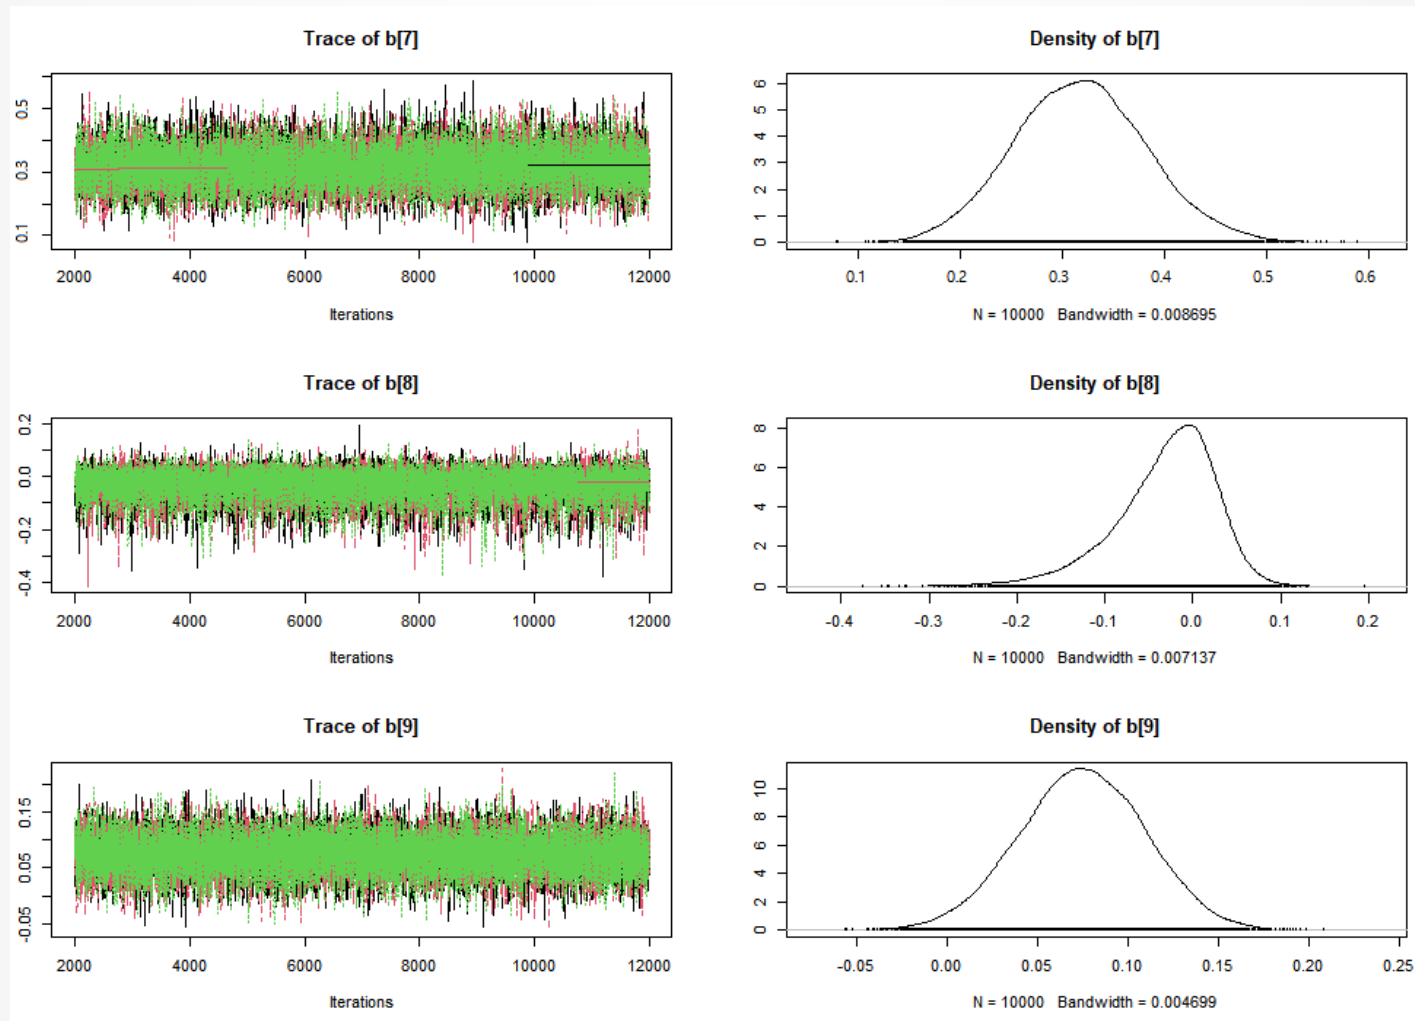 Trace of b[7]
0.5
0.3
0.1
2000 4000 6000 8000 10000 12000
Iterations
Density of b[7]
6
5
4
3
2
1
0
0.1 0.2 0.3 0.4 0.5 0.6
N = 10000 Bandwidth = 0.008695
Trace of b[8]
0.2
0.0
-0.2
-0.4
2000 4000 6000 8000 10000 12000
Iterations
Density of b[8]
8
6
4
2
0
-0.4 -0.3 -0.2 -0.1 0.0 0.1 0.2
N = 10000 Bandwidth = 0.007137
Trace of b[9]
0.15
0.05
-0.05
2000 4000 6000 8000 10000 12000
Iterations
Density of b[9]
10
8
6
4
2
0
-0.05 0.00 0.05 0.10 0.15 0.20 0.25
N = 10000 Bandwidth = 0.004699